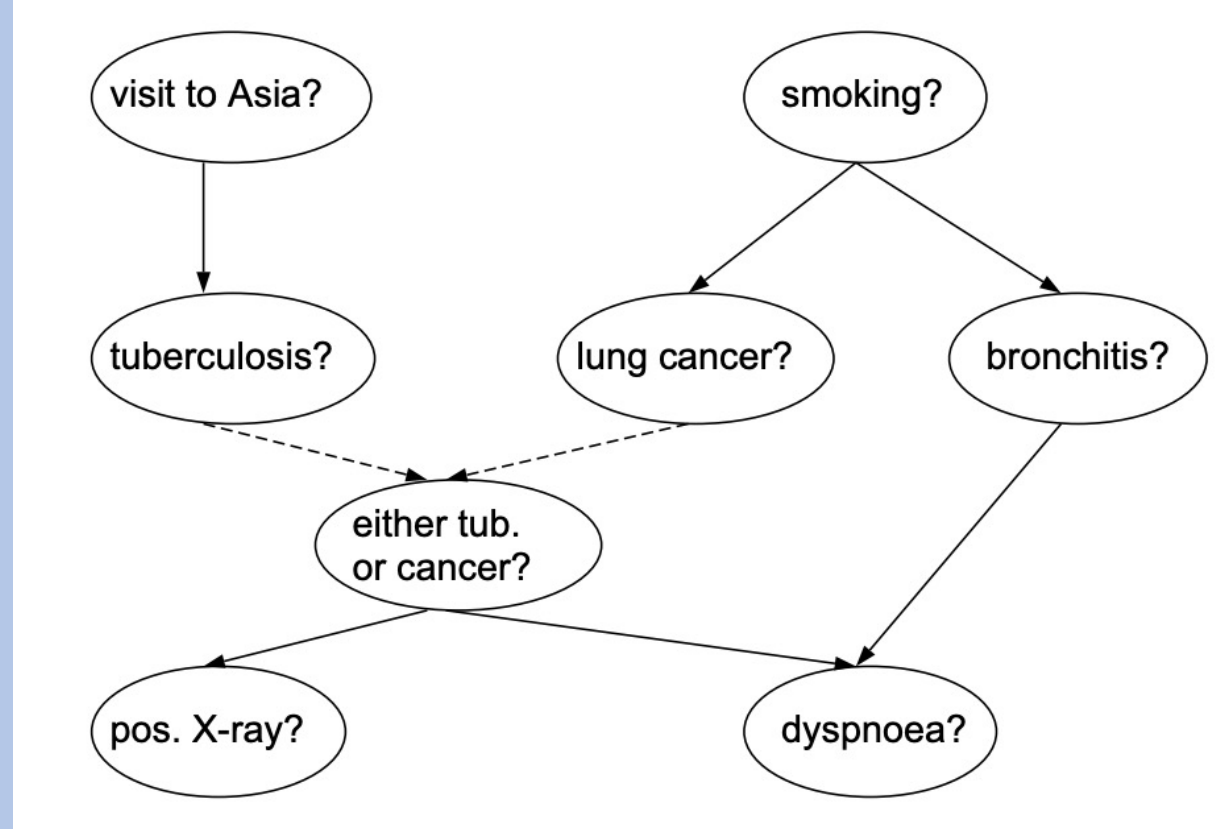 visit to Asia?
smoking?
tuberculosis?
lung cancer?
bronchitis?
either tub.
or cancer?
pos. X-ray?
dyspnoea?